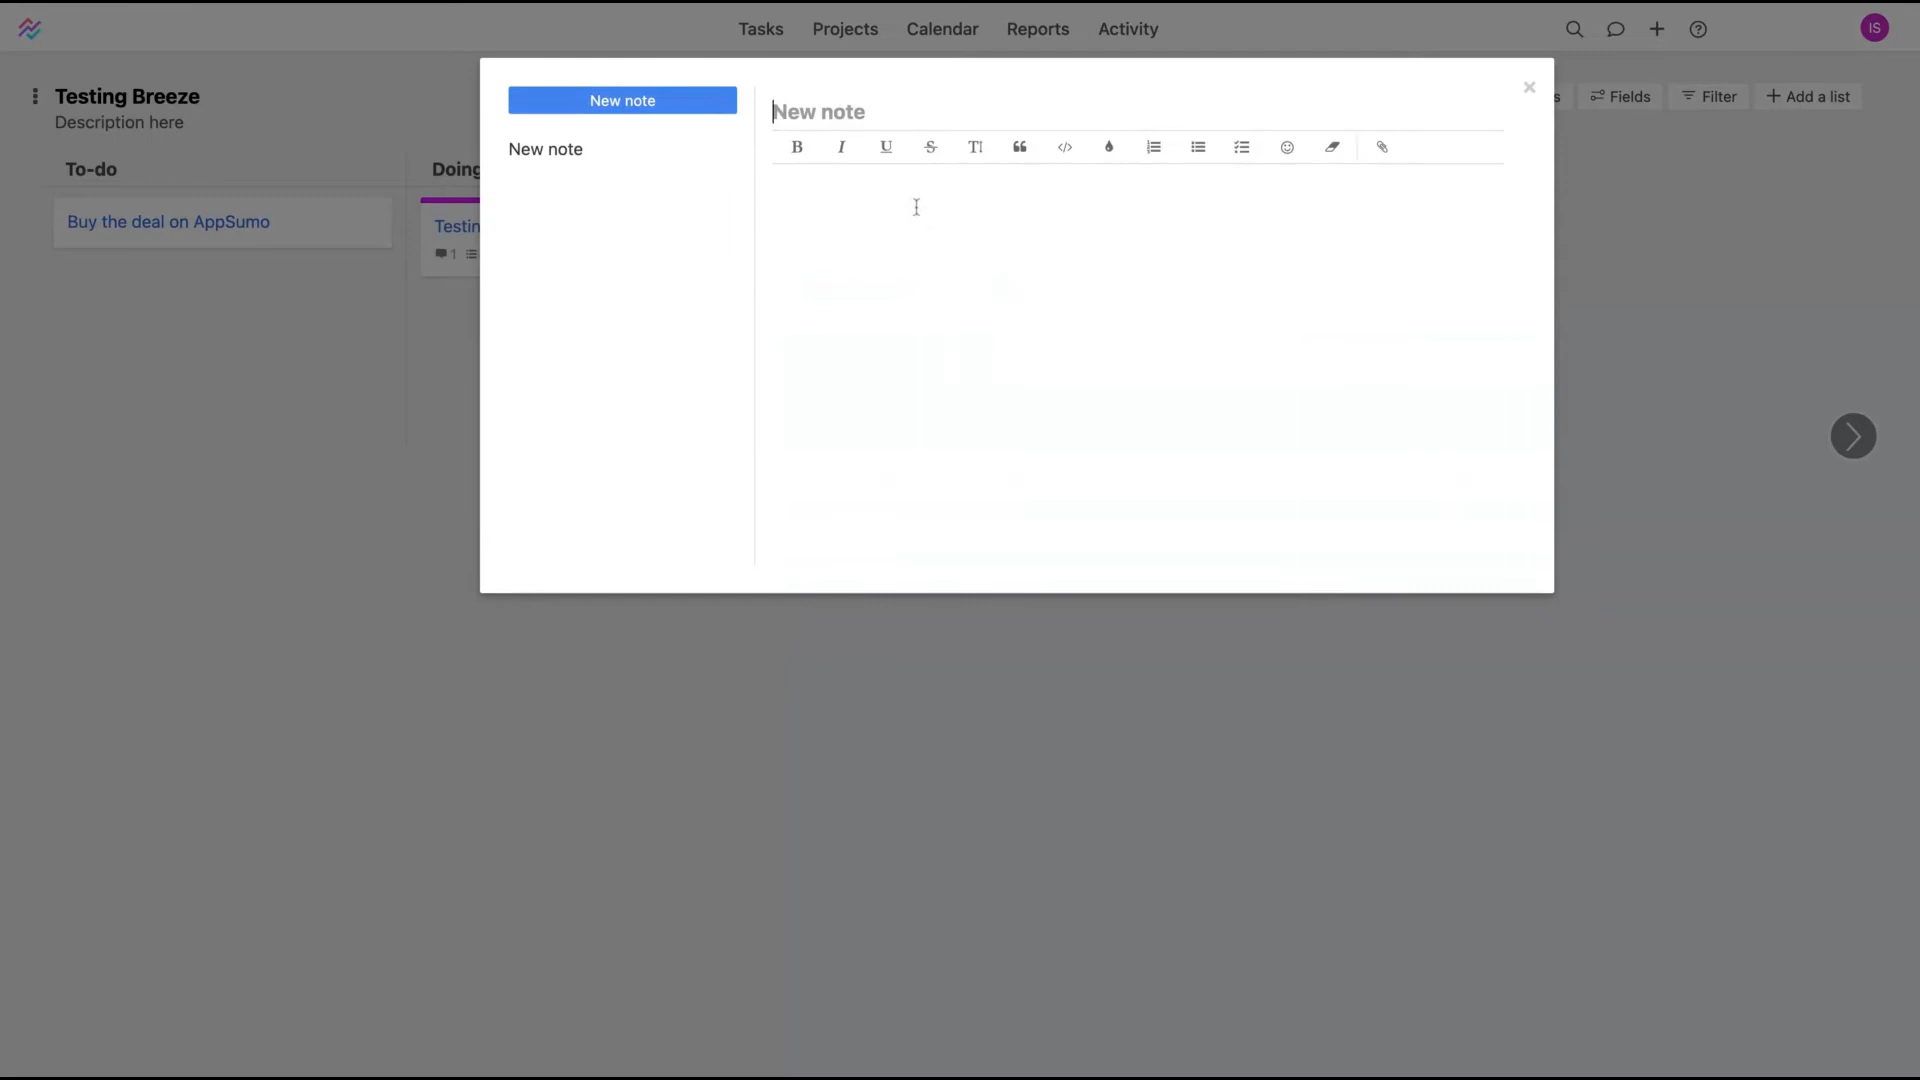 Tasks Projects Calendar Reports Activity
IS
Testing Breeze
Description here
Fields
Filter
Add a list
New note
New note
New note
To-do
Doing
Buy the deal on AppSumo
1